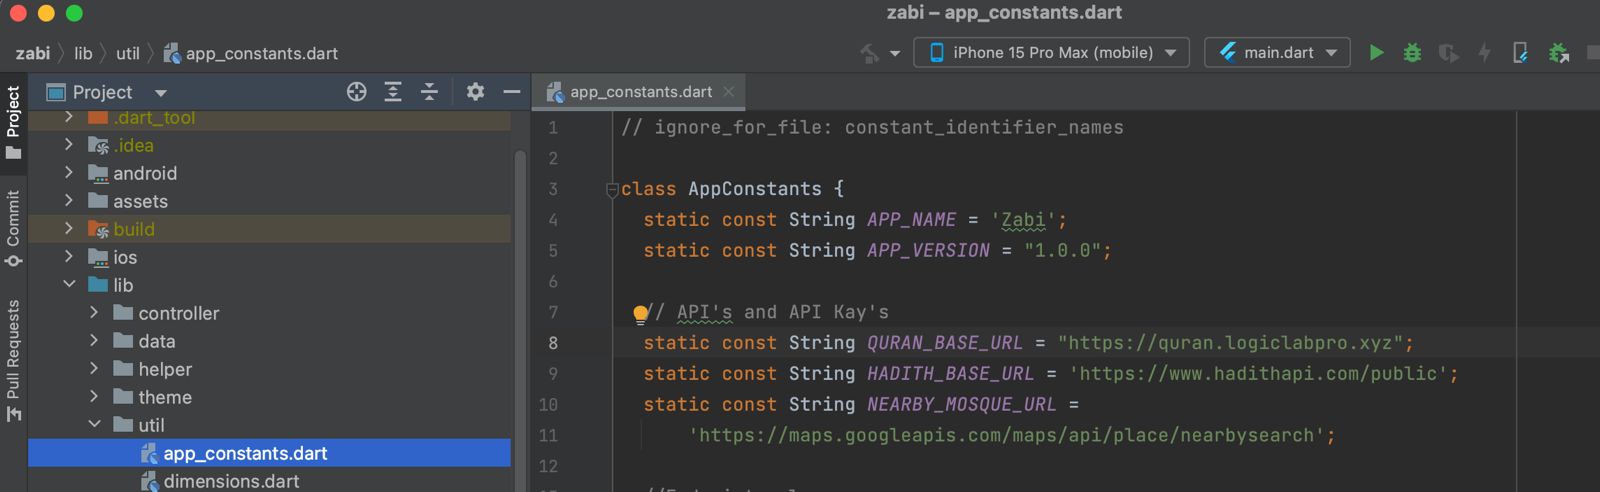 zabi – app_constants.dart
zabi lib util app_constants.dart
iPhone 15 Pro Max (mobile) main.dart
Project
Commit
Pull Requests
Project
.dart_tool
.idea
android
assets
build
ios
lib
controller
data
helper
theme
util
app_constants.dart
dimensions.dart
app_constants.dart
1 // ignore_for_file: constant_identifier_names
2
3 class AppConstants {
4 static const String APP_NAME = 'Zabi';
5 static const String APP_VERSION = "1.0.0";
6
7 // API's and API Kay's
8 static const String QURAN_BASE_URL = "https://quran.logiclabpro.xyz";
9 static const String HADITH_BASE_URL = 'https://www.hadithapi.com/public';
10 static const String NEARBY_MOSQUE_URL =
11 'https://maps.googleapis.com/maps/api/place/nearbysearch';
12